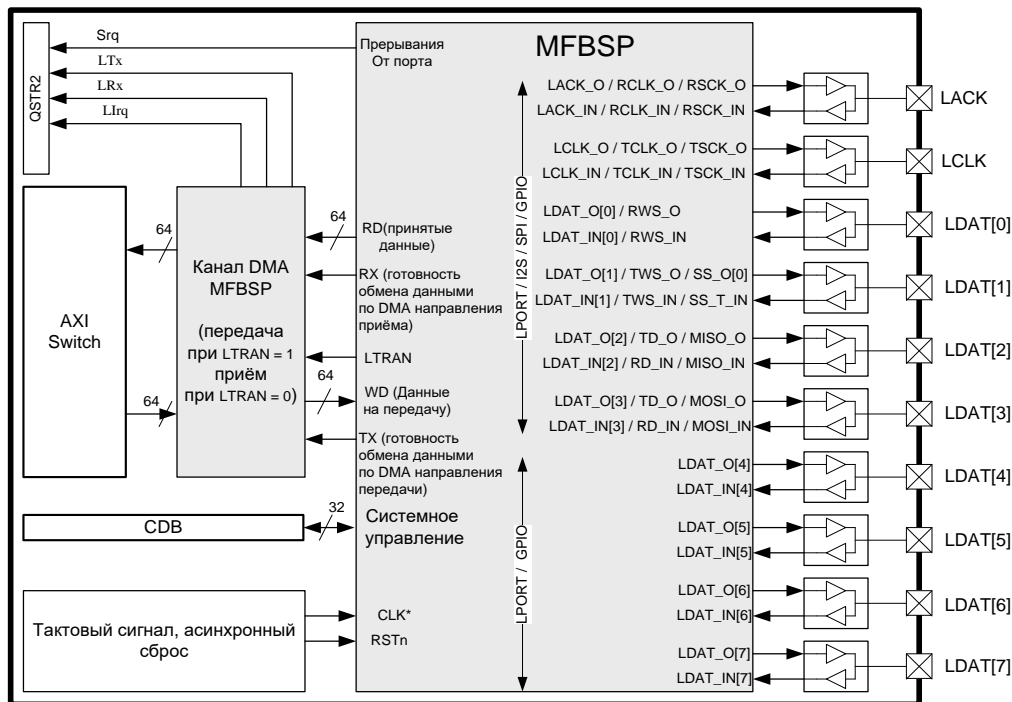 QSTR2
Srq
LTx
LRx
LIrq
AXI
Switch
64
64
Канал DMA
MFBSP
(передача
при LTRAN = 1
приём
при LTRAN = 0)
64
64
CDB
32
Тактовый сигнал, асинхронный
сброс
MFBSP
Прерывания
От порта
RD(принятые
данные)
RX (готовность
обмена данными
по DMA направления
приёма)
LTRAN
WD (Данные
на передачу)
TX (готовность
обмена данными
по DMA направления
передачи)
Системное
управление
CLK*
RSTn
LPORT / I2S / SPI / GPIO
LPORT / GPIO
LACK_O / RCLK_O / RSCK_O
LACK_IN / RCLK_IN / RSCK_IN
LCLK_O / TCLK_O / TSCK_O
LCLK_IN / TCLK_IN / TSCK_IN
LDAT_O[0] / RWS_O
LDAT_IN[0] / RWS_IN
LDAT_O[1] / TWS_O / SS_O[0]
LDAT_IN[1] / TWS_IN / SS_T_IN
LDAT_O[2] / TD_O / MISO_O
LDAT_IN[2] / RD_IN / MISO_IN
LDAT_O[3] / TD_O / MOSI_O
LDAT_IN[3] / RD_IN / MOSI_IN
LDAT_O[4]
LDAT_IN[4]
LDAT_O[5]
LDAT_IN[5]
LDAT_O[6]
LDAT_IN[6]
LDAT_O[7]
LDAT_IN[7]
LACK
LCLK
LDAT[0]
LDAT[1]
LDAT[2]
LDAT[3]
LDAT[4]
LDAT[5]
LDAT[6]
LDAT[7]